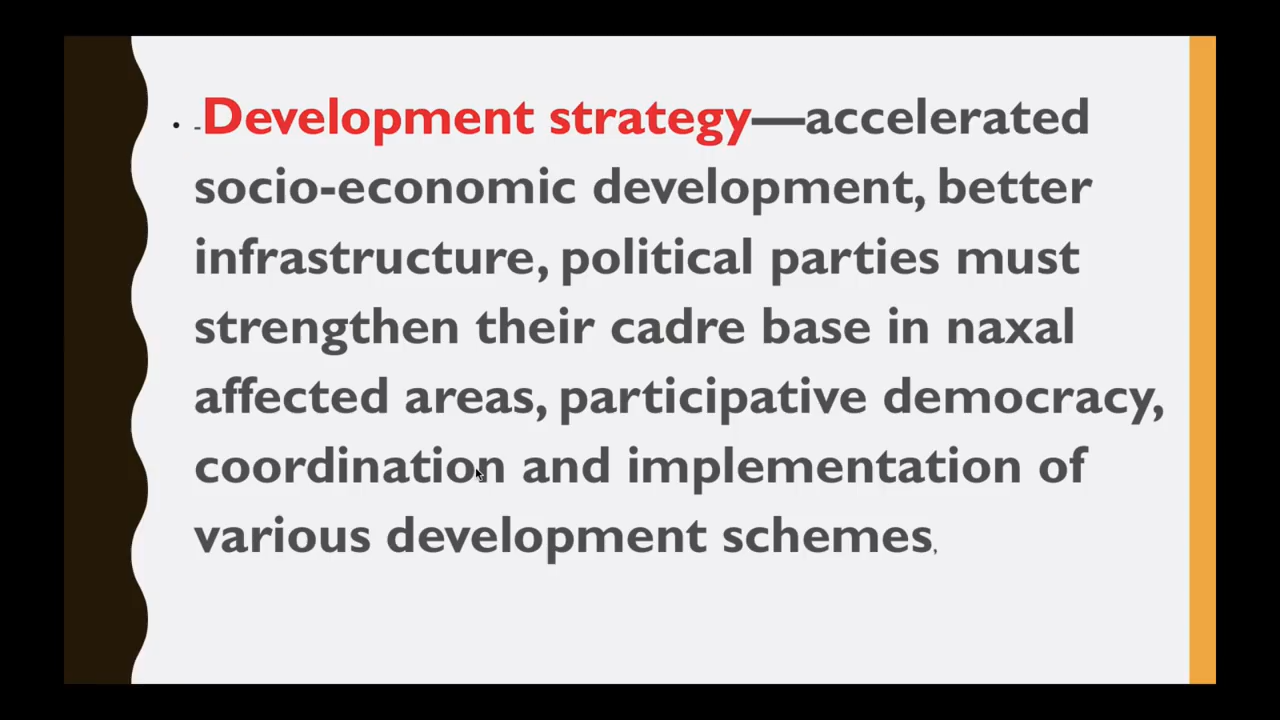 • -Development strategy—accelerated
socio-economic development, better
infrastructure, political parties must
strengthen their cadre base in naxal
affected areas, participative democracy,
coordination and implementation of
various development schemes,